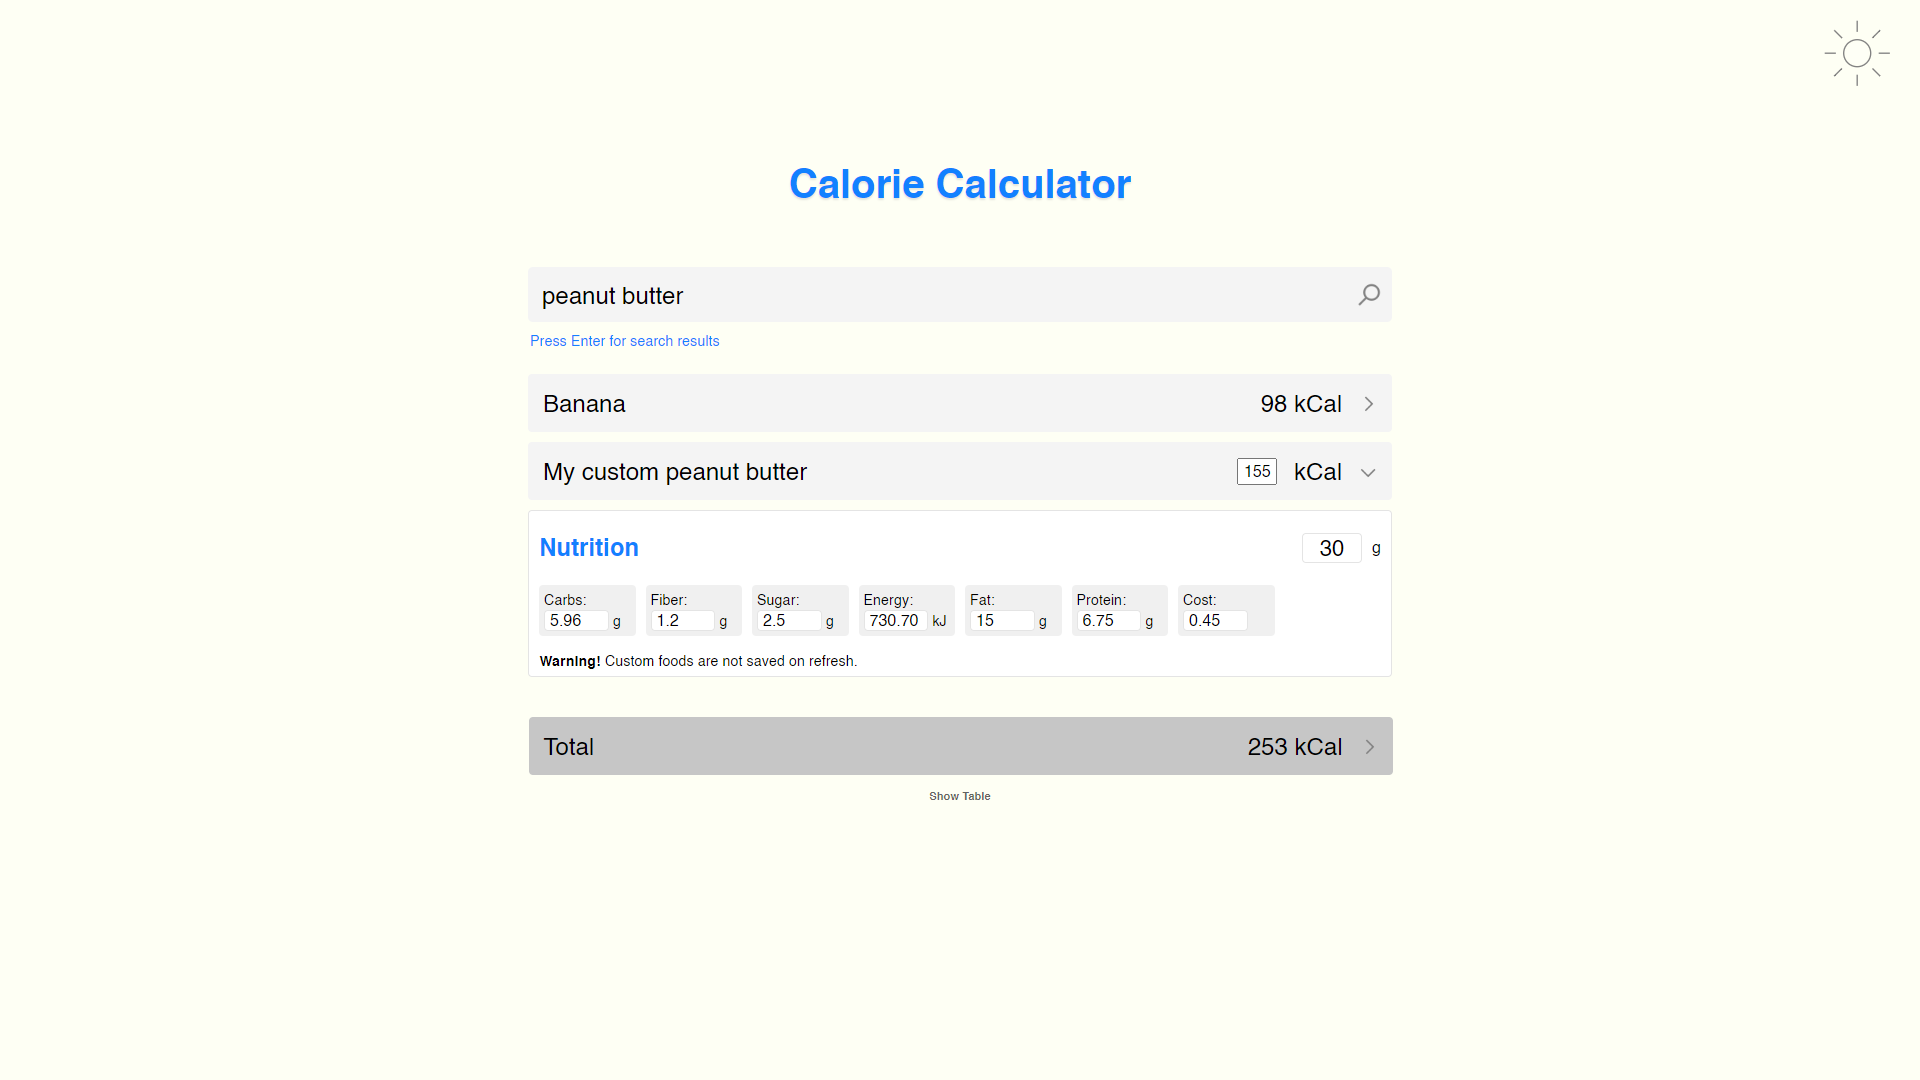 Calorie Calculator
peanut butter
Press Enter for search results
Banana 98 kCal
My custom peanut butter 155 kCal
Nutrition 30 g
Carbs: Fiber: Sugar: Energy: Fat: Protein: Cost:
5.96 g 1.2 g 2.5 g 730.70 kJ 15 g 6.75 g 0.45
Warning! Custom foods are not saved on refresh.
Total 253 kCal
Show Table